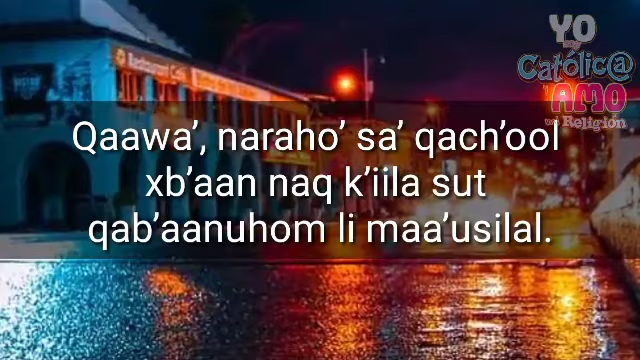 YO
soy
Católic@
AMO
mi Religión
Qaawa’, naraho’ sa’ qach’ool
xb’aan naq k’iila sut
qab’aanuhom li maa’usilal.